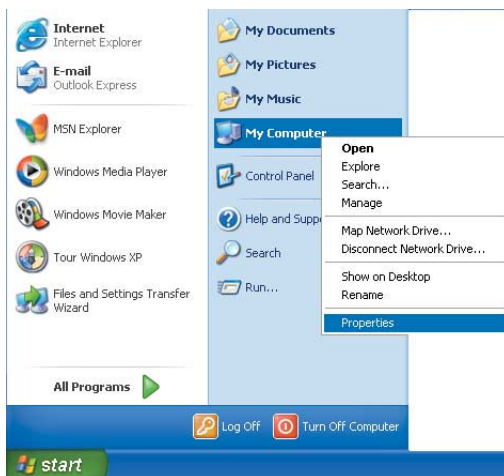 Internet
Internet Explorer
E-mail
Outlook Express
MSN Explorer
Windows Media Player
Windows Movie Maker
Tour Windows XP
Files and Settings Transfer
Wizard
All Programs
My Documents
My Pictures
My Music
My Computer
Control Panel
Help and Supp
Search
Run...
Open
Explore
Search...
Manage
Map Network Drive...
Disconnect Network Drive...
Show on Desktop
Rename
Properties
Log Off
Turn Off Computer
start